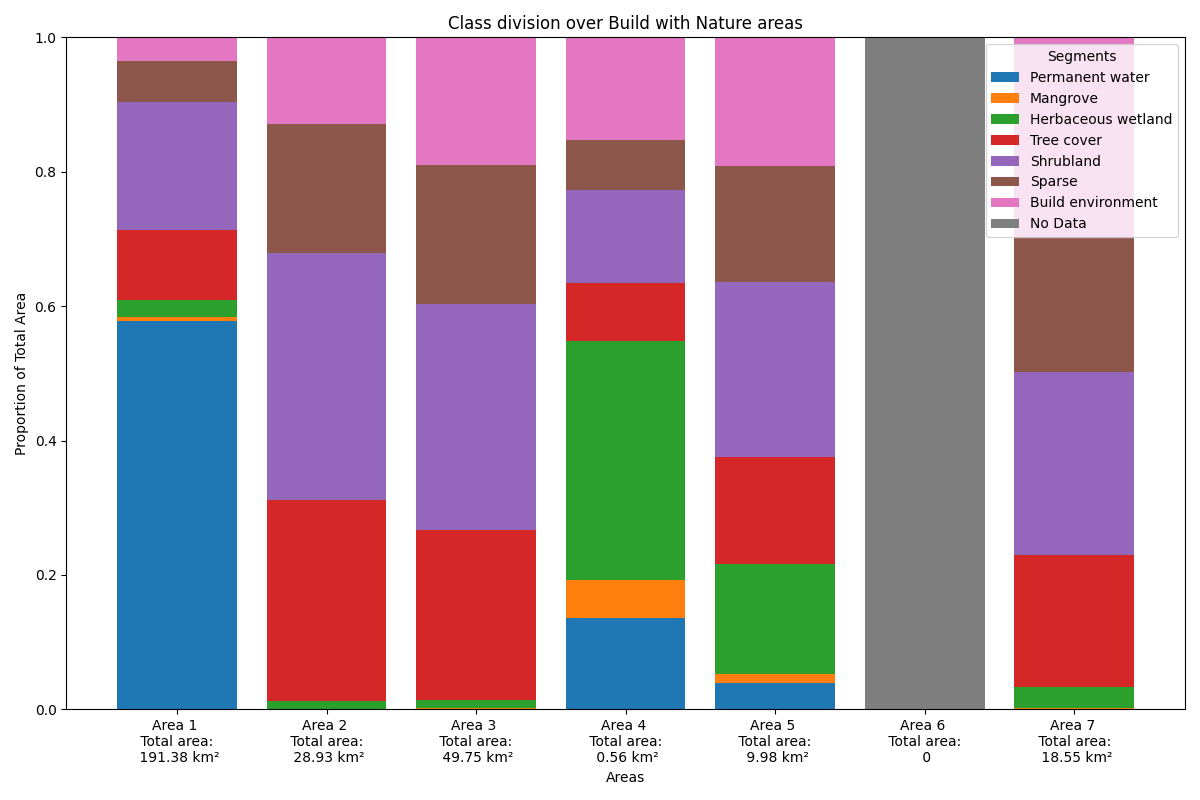 Class division over Build with Nature areas
Proportion of Total Area
1.0
0.8
0.6
0.4
0.2
0.0
Segments
Permanent water
Mangrove
Herbaceous wetland
Tree cover
Shrubland
Sparse
Build environment
No Data
Area 1
Total area:
191.38 km²
Area 2
Total area:
28.93 km²
Area 3
Total area:
49.75 km²
Area 4
Total area:
0.56 km²
Area 5
Total area:
9.98 km²
Area 6
Total area:
0
Area 7
Total area:
18.55 km²
Areas